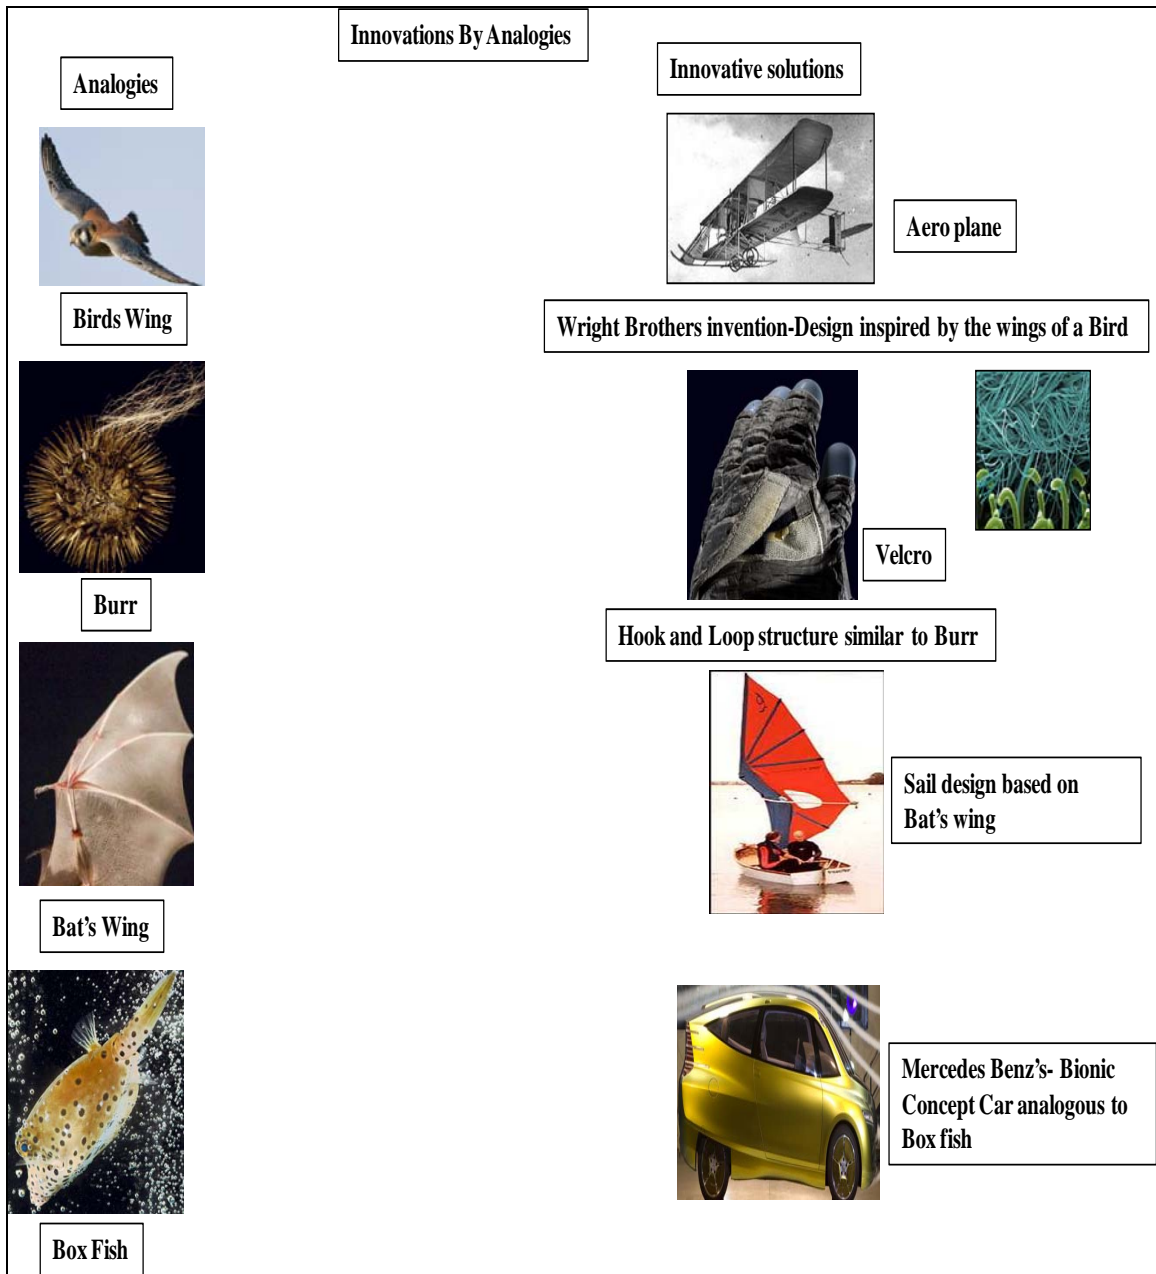 Innovations By Analogies
Analogies
Innovative solutions
Aero plane
Birds Wing
Wright Brothers invention-Design inspired by the wings of a Bird
Velcro
Burr
Hook and Loop structure similar to Burr
Sail design based on
Bat's wing
Bat's Wing
Mercedes Benz's- Bionic
Concept Car analogous to
Box fish
Box Fish